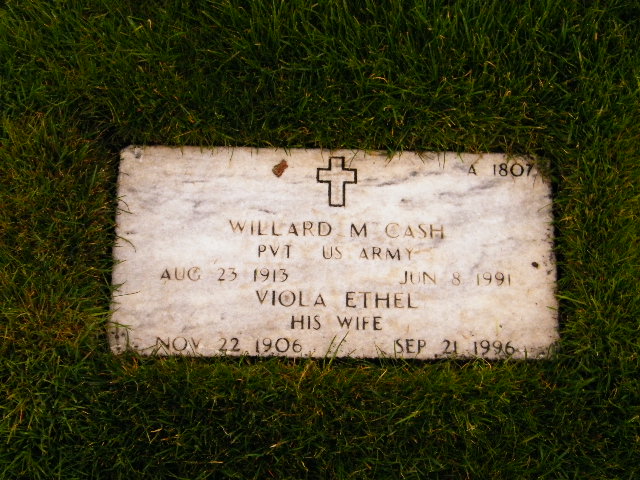 A 1807
WILLARD M CASH
PVT US ARMY
AUG 23 1913 JUN 8 1991
VIOLA ETHEL
HIS WIFE
NOV 22 1906 SEP 21 1996